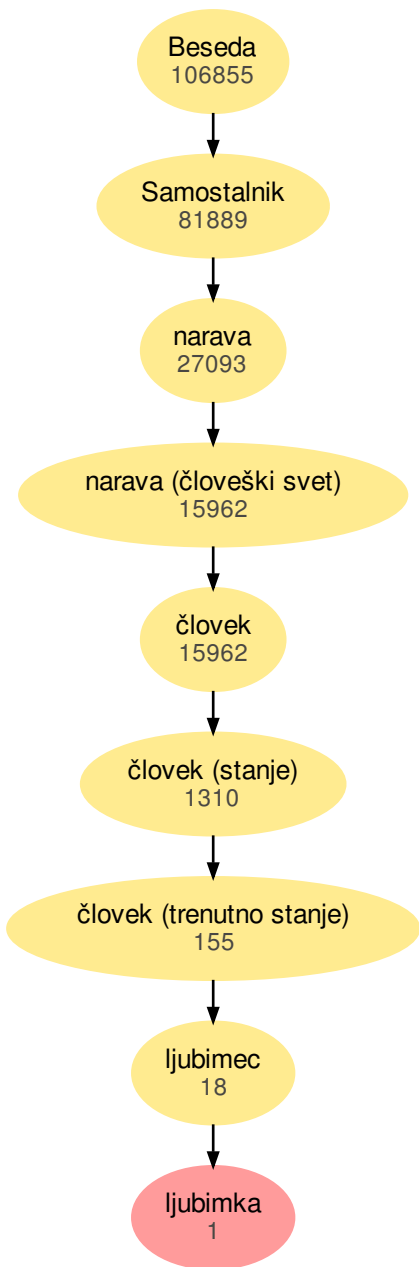 Beseda
106855
Samostalnik
81889
narava
27093
narava (človeški svet)
15962
človek
15962
človek (stanje)
1310
človek (trenutno stanje)
155
ljubimec
18
ljubimka
1